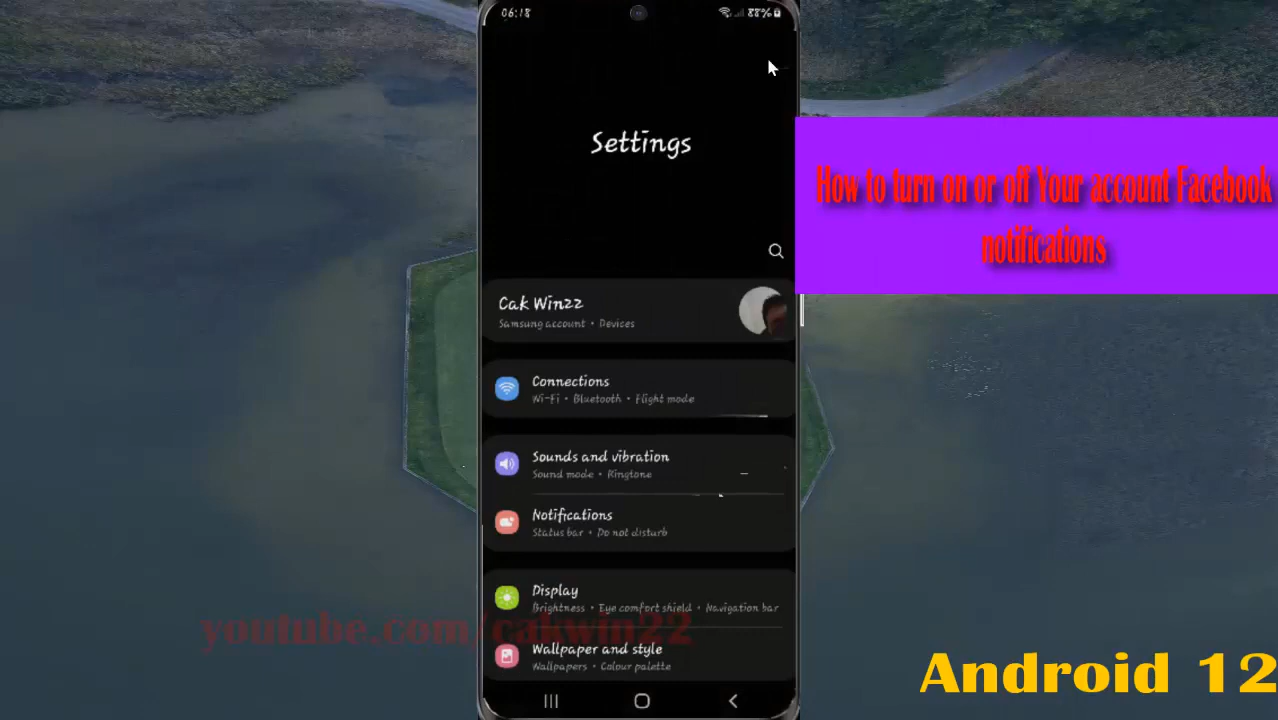 06:18
88%
Settings
How to turn on or off Your account Facebook
notifications
Cak Win22
Samsung account • Devices
Connections
Wi-Fi • Bluetooth • Flight mode
Sounds and vibration
Sound mode • Ringtone
Notifications
Status bar • Do not disturb
Display
Brightness • Eye comfort shield • Navigation bar
youtube.com/cakwin22
Wallpaper and style
Wallpapers • Colour palette
Android 12